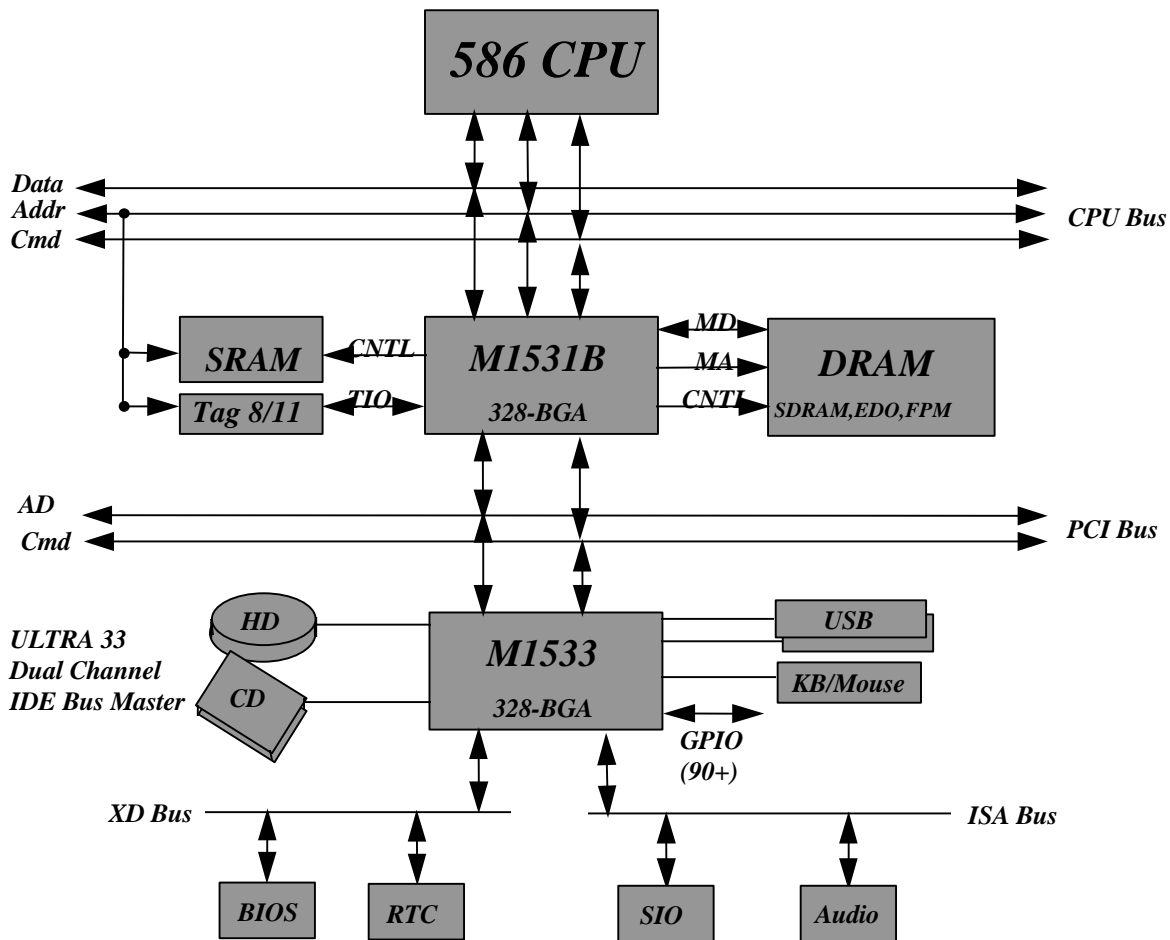 586 CPU
Data
Addr
Cmd
CPU Bus
SRAM
CNTL
M1531B
328-BGA
MD
MA
CNTL
DRAM
SDRAM,EDO,FPM
Tag 8/11
TIO
AD
Cmd
PCI Bus
ULTRA 33
Dual Channel
IDE Bus Master
HD
CD
M1533
328-BGA
USB
KB/Mouse
GPIO
(90+)
XD Bus
ISA Bus
BIOS
RTC
SIO
Audio